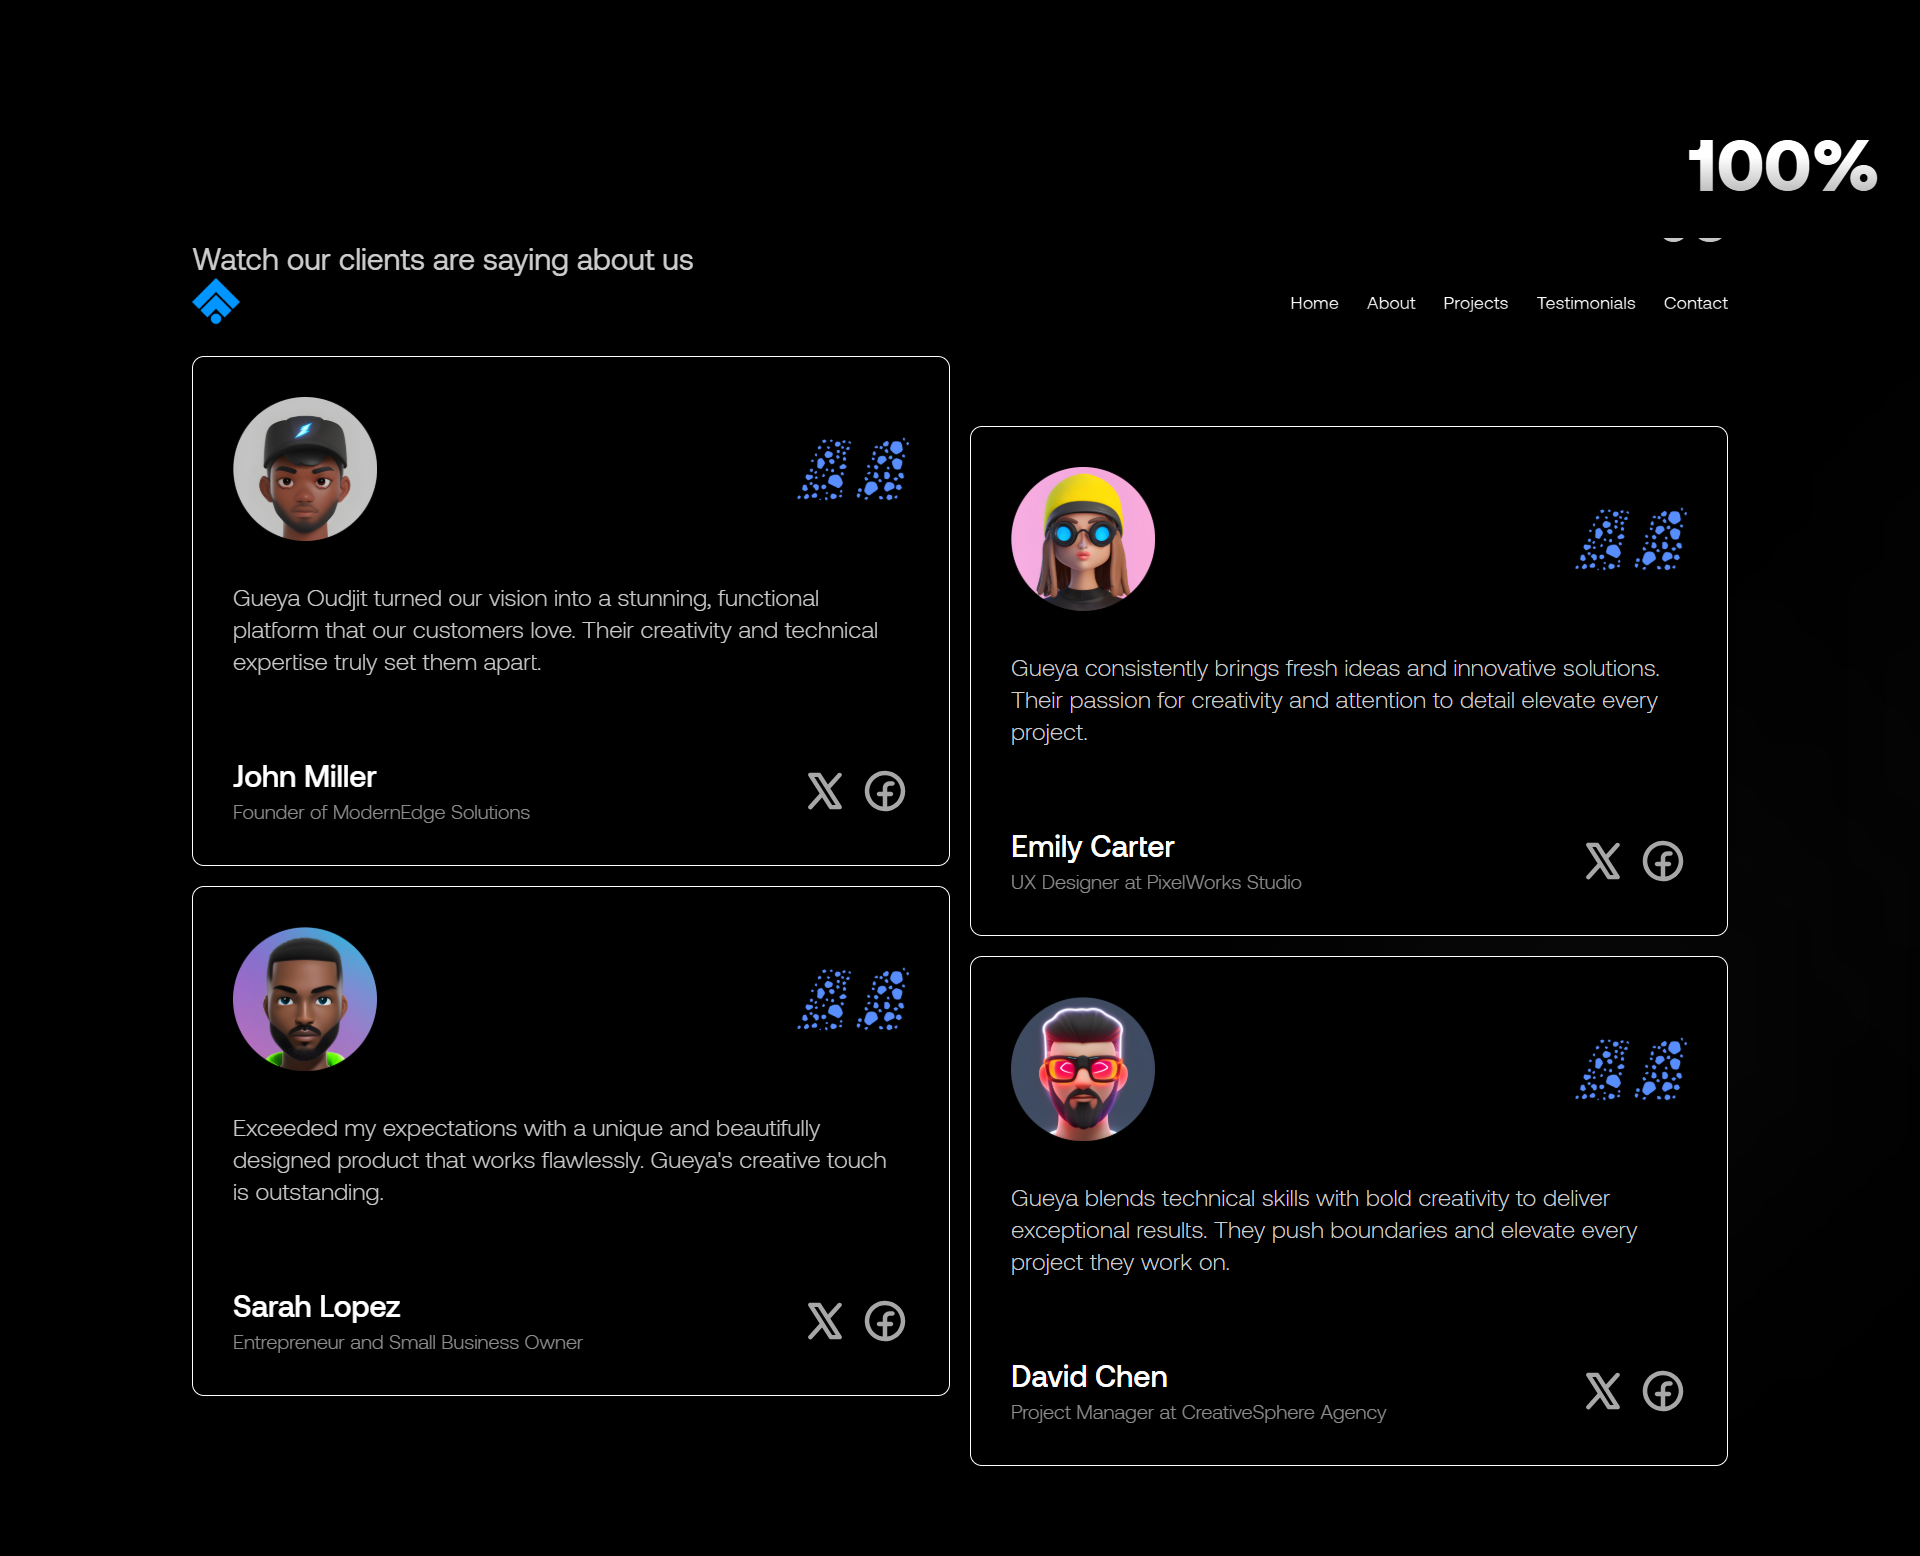 100%
Watch our clients are saying about us
Home About Projects Testimonials Contact
Gueya Oudjit turned our vision into a stunning, functional
platform that our customers love. Their creativity and technical
expertise truly set them apart.
John Miller
Founder of ModernEdge Solutions
Gueya consistently brings fresh ideas and innovative solutions.
Their passion for creativity and attention to detail elevate every
project.
Emily Carter
UX Designer at PixelWorks Studio
Exceeded my expectations with a unique and beautifully
designed product that works flawlessly. Gueya's creative touch
is outstanding.
Sarah Lopez
Entrepreneur and Small Business Owner
Gueya blends technical skills with bold creativity to deliver
exceptional results. They push boundaries and elevate every
project they work on.
David Chen
Project Manager at CreativeSphere Agency